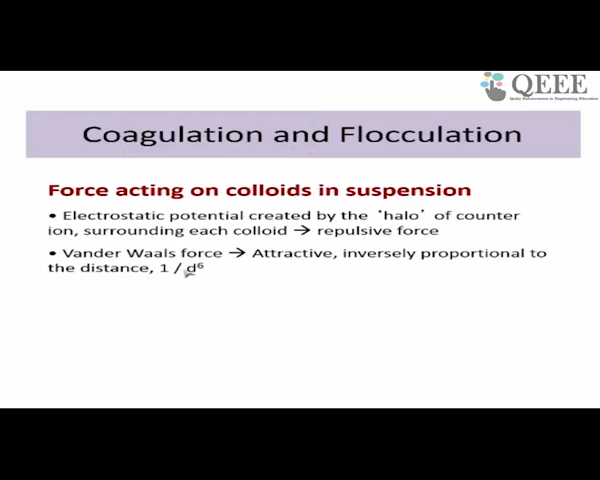 QEEE
Quality Enhancement in Engineering Education
Coagulation and Flocculation
Force acting on colloids in suspension
• Electrostatic potential created by the ‘halo’ of counter
ion, surrounding each colloid → repulsive force
• Vander Waals force → Attractive, inversely proportional to
the distance, 1 / d⁶